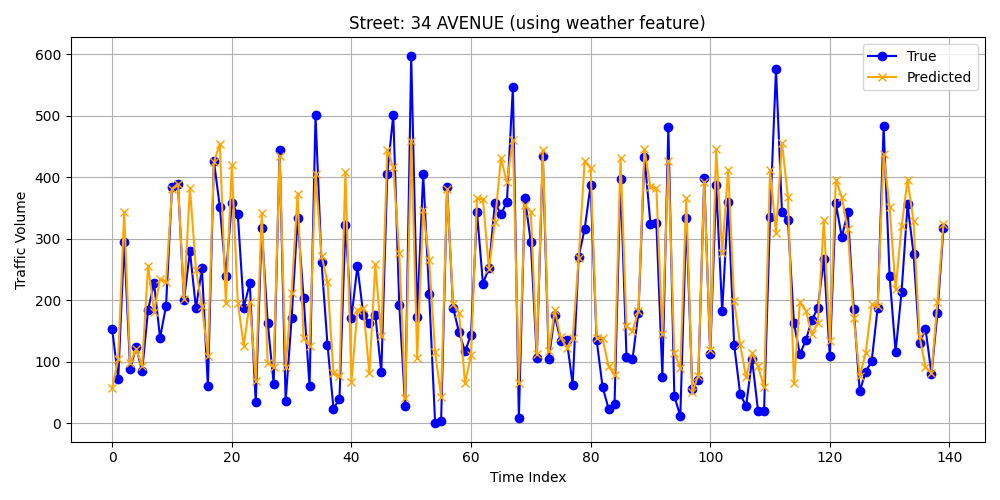 Street: 34 AVENUE (using weather feature)
True
Predicted
Traffic Volume
600
500
400
300
200
100
0
0 20 40 60 80 100 120 140
Time Index